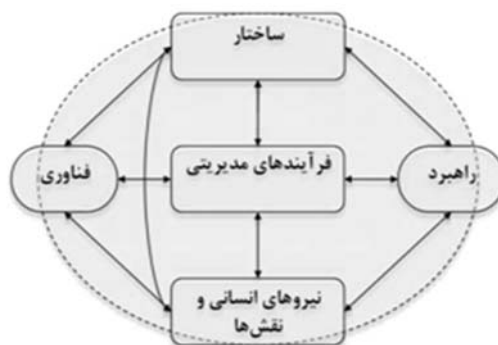 ساختار
راهبرد
فرآیندهای مدیریتی
فناوری
نیروهای انسانی و
نقش‌ها